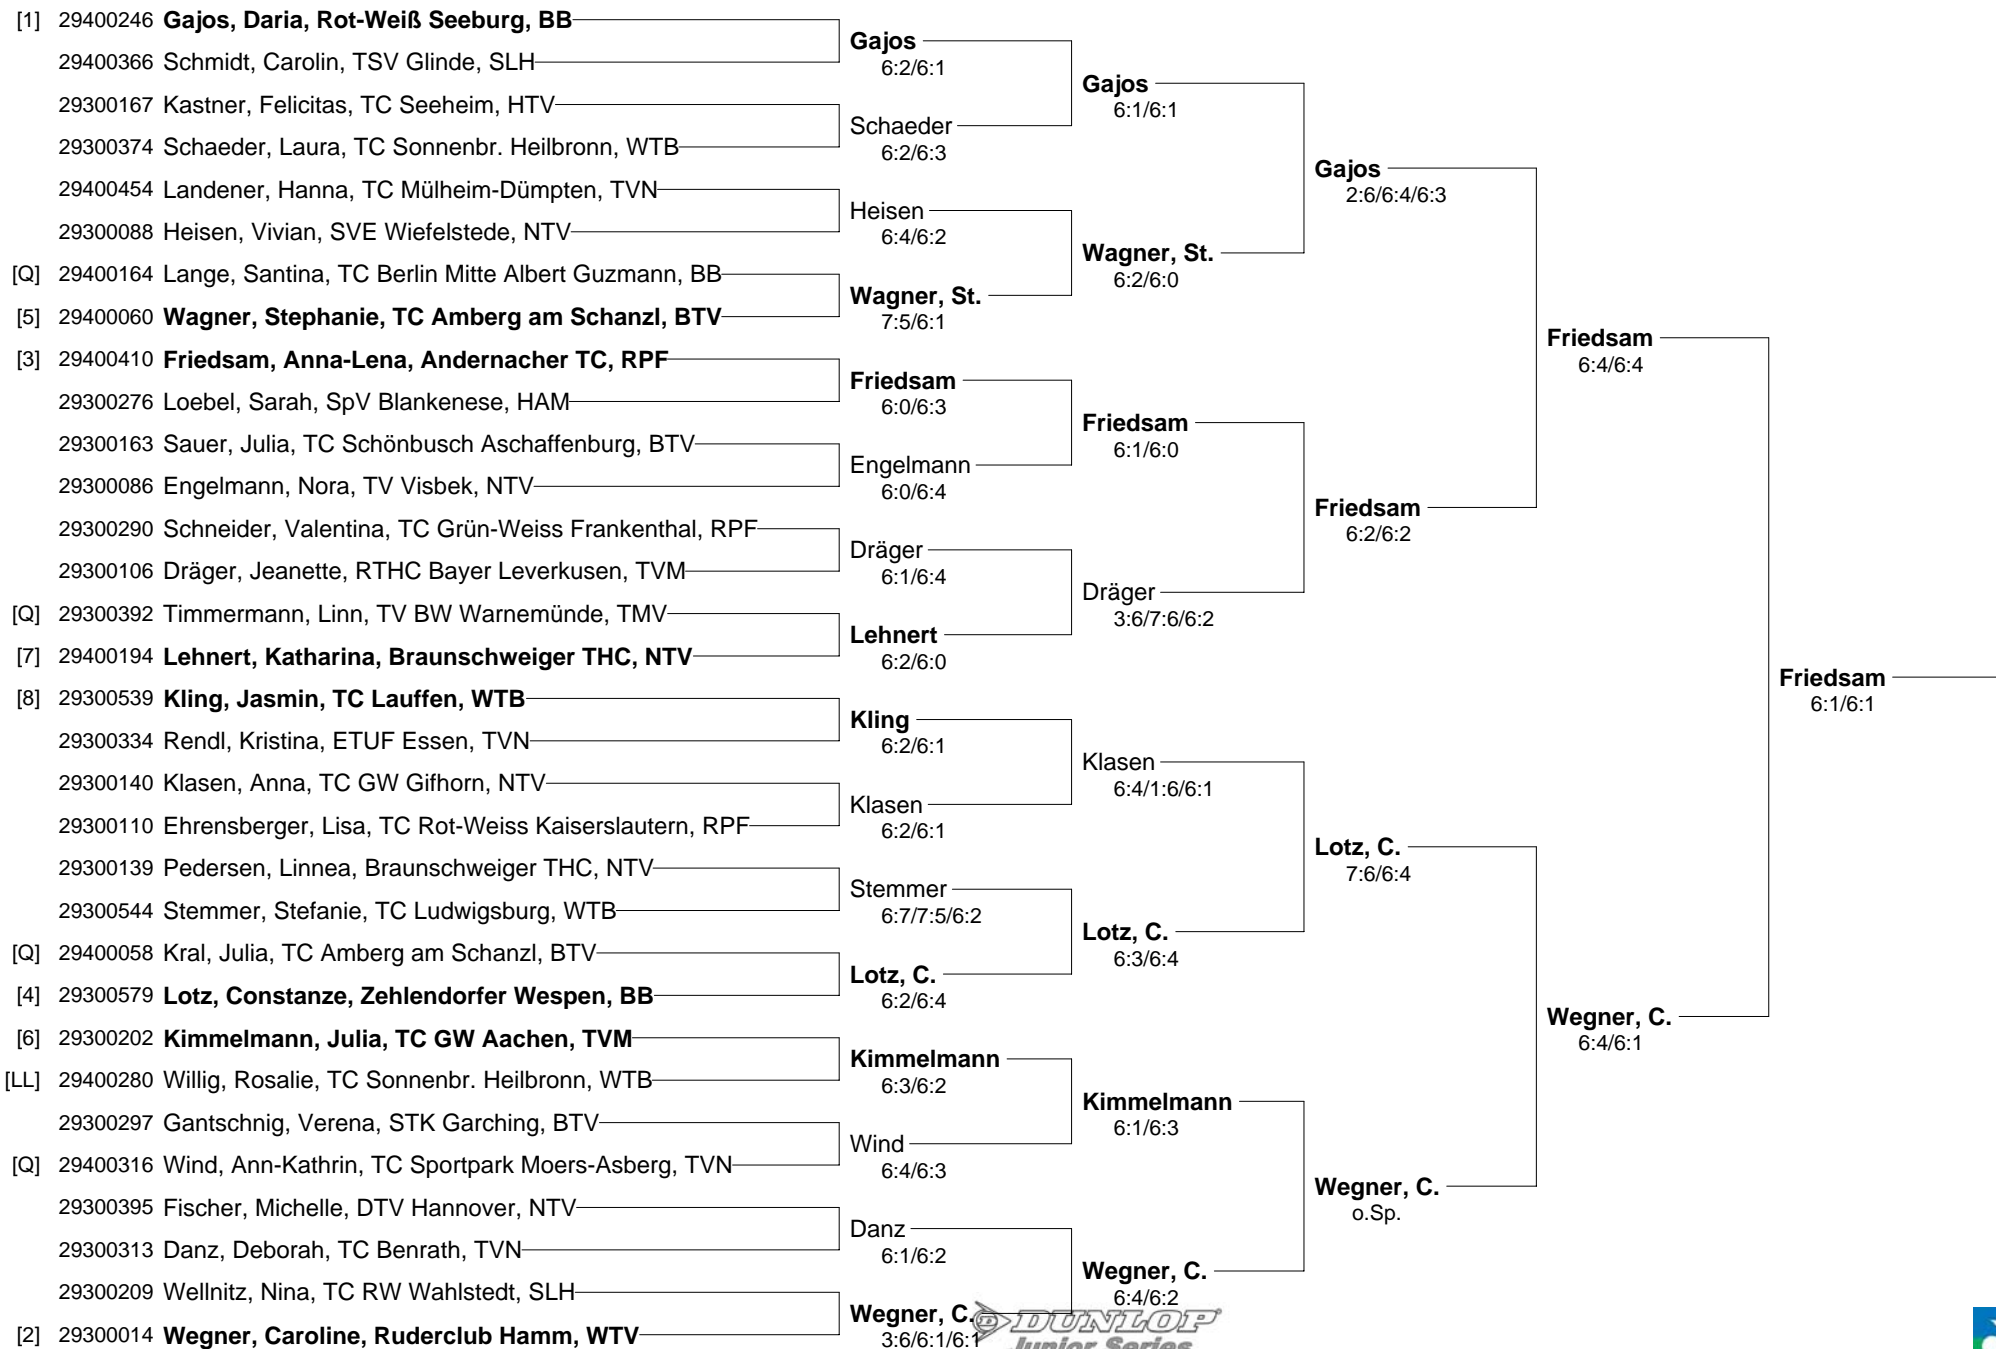 [1] 29400246 Gajos, Daria, Rot-Weiß Seeburg, BB
29400366 Schmidt, Carolin, TSV Glinde, SLH
29300167 Kastner, Felicitas, TC Seeheim, HTV
29300374 Schaeder, Laura, TC Sonnenbr. Heilbronn, WTB
29400454 Landener, Hanna, TC Mülheim-Dümpten, TVN
29300088 Heisen, Vivian, SVE Wiefelstede, NTV
[Q] 29400164 Lange, Santina, TC Berlin Mitte Albert Guzmann, BB
[5] 29400060 Wagner, Stephanie, TC Amberg am Schanzl, BTV
[3] 29400410 Friedsam, Anna-Lena, Andernacher TC, RPF
29300276 Loebel, Sarah, SpV Blankenese, HAM
29300163 Sauer, Julia, TC Schönbusch Aschaffenburg, BTV
29300086 Engelmann, Nora, TV Visbek, NTV
29300290 Schneider, Valentina, TC Grün-Weiss Frankenthal, RPF
29300106 Dräger, Jeanette, RTHC Bayer Leverkusen, TVM
[Q] 29300392 Timmermann, Linn, TV BW Warnemünde, TMV
[7] 29400194 Lehnert, Katharina, Braunschweiger THC, NTV
[8] 29300539 Kling, Jasmin, TC Lauffen, WTB
29300334 Rendl, Kristina, ETUF Essen, TVN
29300140 Klasen, Anna, TC GW Gifhorn, NTV
29300110 Ehrensberger, Lisa, TC Rot-Weiss Kaiserslautern, RPF
29300139 Pedersen, Linnea, Braunschweiger THC, NTV
29300544 Stemmer, Stefanie, TC Ludwigsburg, WTB
[Q] 29400058 Kral, Julia, TC Amberg am Schanzl, BTV
[4] 29300579 Lotz, Constanze, Zehlendorfer Wespen, BB
[6] 29300202 Kimmelmann, Julia, TC GW Aachen, TVM
[LL] 29400280 Willig, Rosalie, TC Sonnenbr. Heilbronn, WTB
29300297 Gantschnig, Verena, STK Garching, BTV
[Q] 29400316 Wind, Ann-Kathrin, TC Sportpark Moers-Asberg, TVN
29300395 Fischer, Michelle, DTV Hannover, NTV
29300313 Danz, Deborah, TC Benrath, TVN
29300209 Wellnitz, Nina, TC RW Wahlstedt, SLH
[2] 29300014 Wegner, Caroline, Ruderclub Hamm, WTV
Gajos
6:2/6:1
Schaeder
6:2/6:3
Heisen
6:4/6:2
Wagner, St.
7:5/6:1
Friedsam
6:0/6:3
Engelmann
6:0/6:4
Dräger
6:1/6:4
Lehnert
6:2/6:0
Kling
6:2/6:1
Klasen
6:2/6:1
Stemmer
6:7/7:5/6:2
Lotz, C.
6:2/6:4
Kimmelmann
6:3/6:2
Wind
6:4/6:3
Danz
6:1/6:2
Wegner, C.
3:6/6:1/6:1
Gajos
6:1/6:1
Wagner, St.
6:2/6:0
Friedsam
6:1/6:0
Dräger
3:6/7:6/6:2
Klasen
6:4/1:6/6:1
Lotz, C.
6:3/6:4
Kimmelmann
6:1/6:3
Wegner, C.
6:4/6:2
Gajos
2:6/6:4/6:3
Friedsam
6:2/6:2
Lotz, C.
7:6/6:4
Wegner, C.
o.Sp.
Friedsam
6:4/6:4
Wegner, C.
6:4/6:1
Friedsam
6:1/6:1
DUNLOP
Junior Series